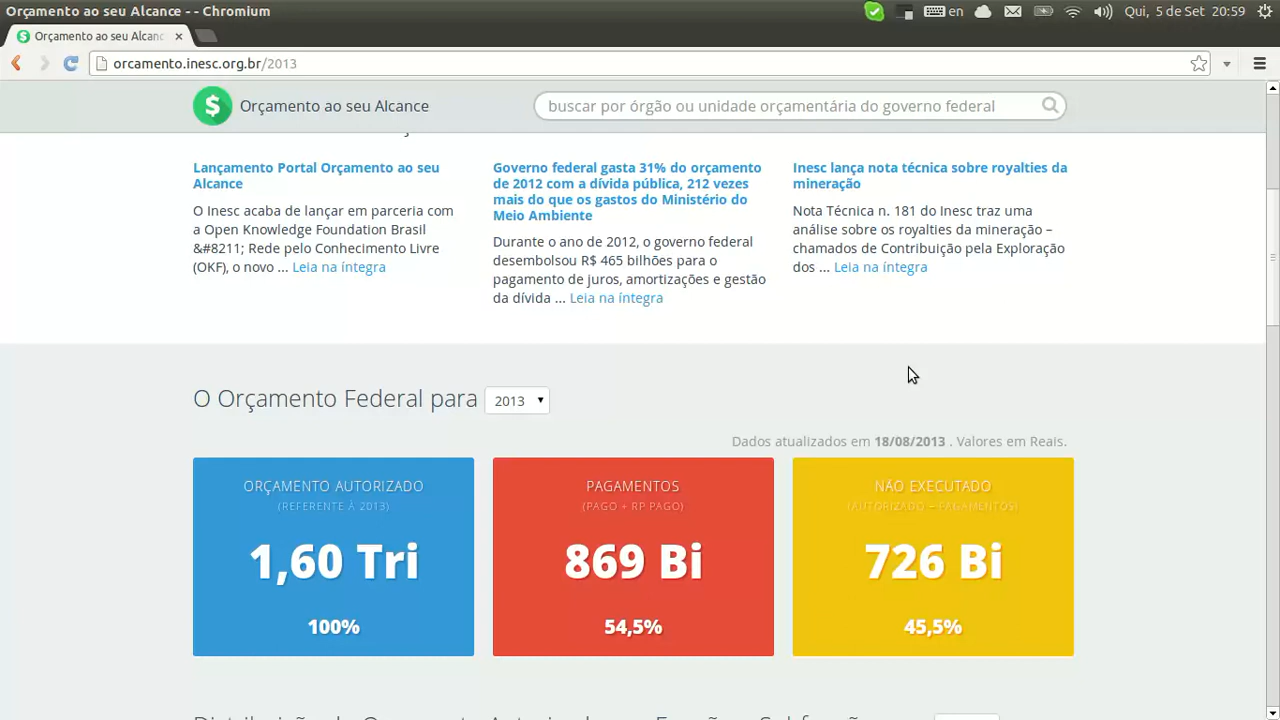 Orçamento ao seu Alcance - - Chromium
en
Qui, 5 de Set 20:59
Orçamento ao seu Alcanc
orcamento.inesc.org.br/2013
Orçamento ao seu Alcance
buscar por órgão ou unidade orçamentária do governo federal
Lançamento Portal Orçamento ao seu
Alcance
O Inesc acaba de lançar em parceria com
a Open Knowledge Foundation Brasil
&#8211; Rede pelo Conhecimento Livre
(OKF), o novo ... Leia na íntegra
Governo federal gasta 31% do orçamento
de 2012 com a dívida pública, 212 vezes
mais do que os gastos do Ministério do
Meio Ambiente
Durante o ano de 2012, o governo federal
desembolsou R$ 465 bilhões para o
pagamento de juros, amortizações e gestão
da dívida ... Leia na íntegra
Inesc lança nota técnica sobre royalties da
mineração
Nota Técnica n. 181 do Inesc traz uma
análise sobre os royalties da mineração –
chamados de Contribuição pela Exploração
dos ... Leia na íntegra
O Orçamento Federal para 2013
Dados atualizados em 18/08/2013 . Valores em Reais.
ORÇAMENTO AUTORIZADO
(REFERENTE À 2013)
1,60 Tri
100%
PAGAMENTOS
(PAGO + RP PAGO)
869 Bi
54,5%
NÃO EXECUTADO
(AUTORIZADO – PAGAMENTOS)
726 Bi
45,5%